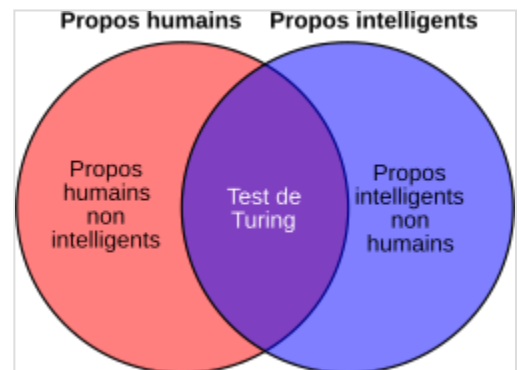 Propos humains
Propos intelligents
Propos
humains
non
intelligents
Test de
Turing
Propos
intelligents
non
humains